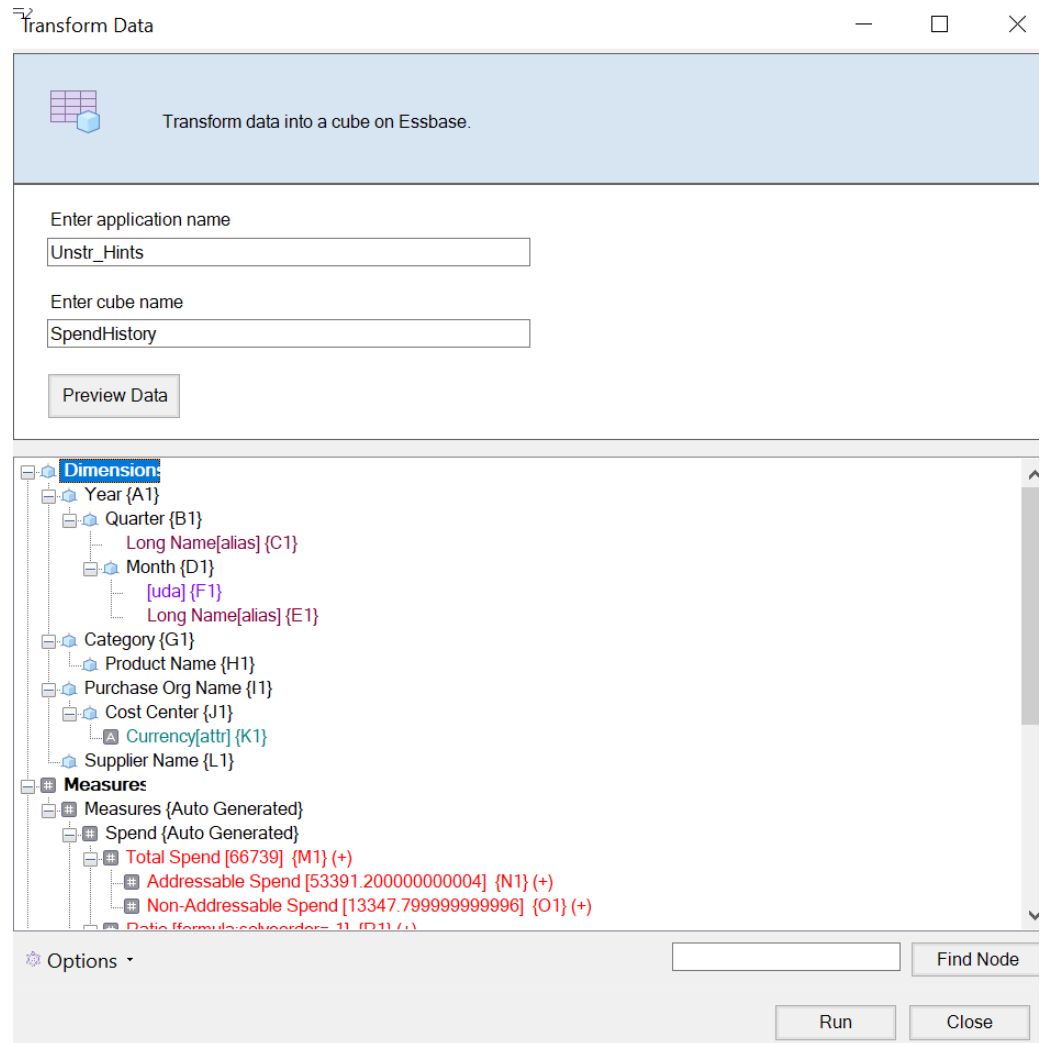 Transform Data
Transform data into a cube on Essbase.
Enter application name
Unstr_Hints
Enter cube name
SpendHistory
Preview Data
Dimensions
Year {A1}
Quarter {B1}
Long Name[alias] {C1}
Month {D1}
[uda] {F1}
Long Name[alias] {E1}
Category {G1}
Product Name {H1}
Purchase Org Name {I1}
Cost Center {J1}
A Currency[attr] {K1}
Supplier Name {L1}
# Measures
# Measures {Auto Generated}
# Spend {Auto Generated}
# Total Spend [66739] {M1} (+)
# Addressable Spend [53391.200000000004] {N1} (+)
# Non-Addressable Spend [13347.799999999996] {O1} (+)
Options
Find Node
Run
Close